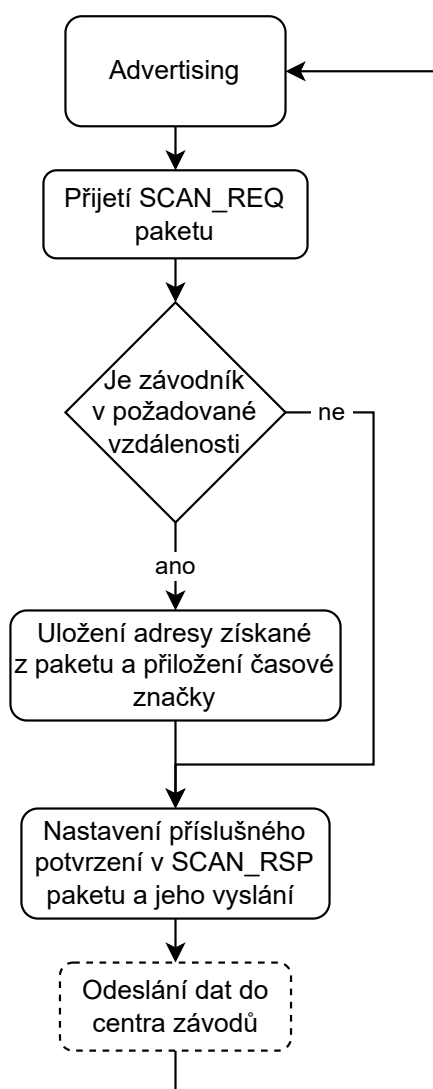 Advertising
Přijetí SCAN_REQ
paketu
Je závodník
v požadované
vzdálenosti
ne
ano
Uložení adresy získané
z paketu a přiložení časové
značky
Nastavení příslušného
potvrzení v SCAN_RSP
paketu a jeho vyslání
Odeslání dat do
centra závodů